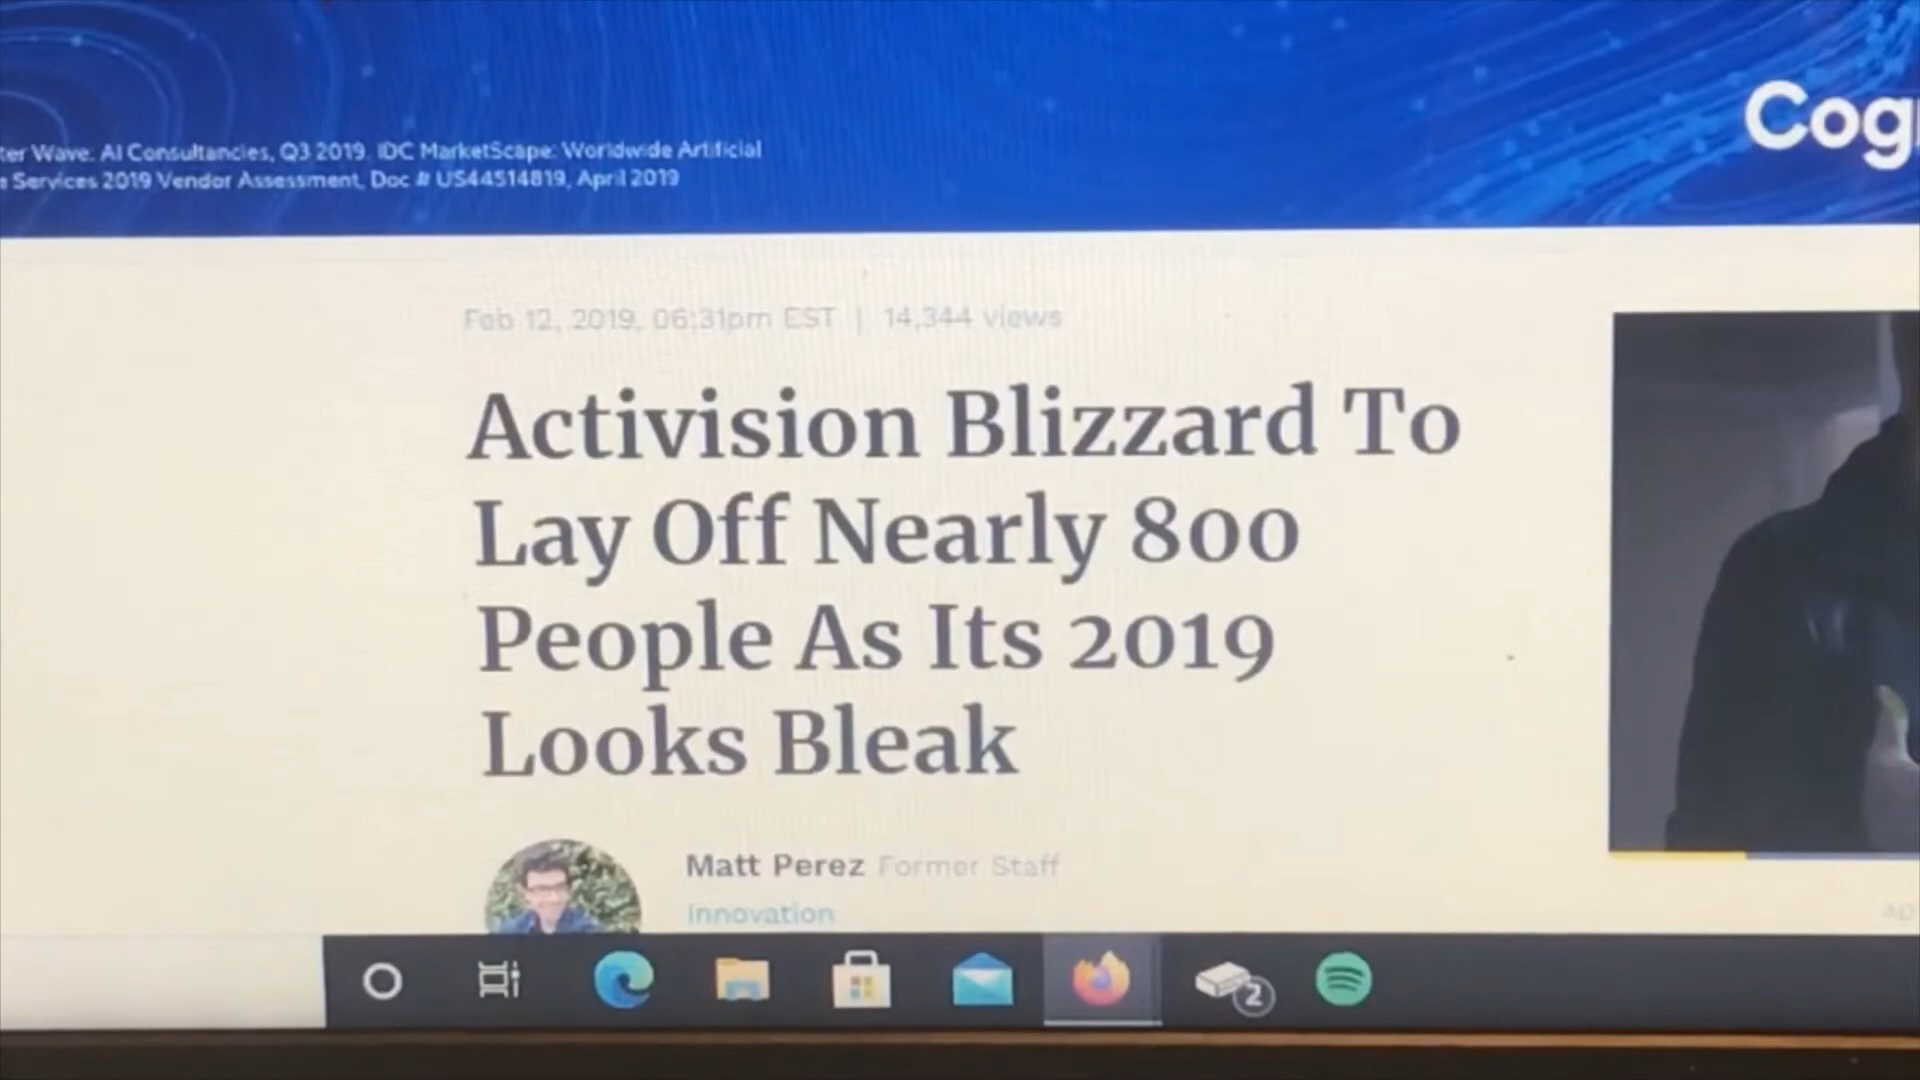 Cog
ter Wave: AI Consultancies, Q3 2019. IDC MarketScape: Worldwide Artificial
e Services 2019 Vendor Assessment, Doc # US44514819, April 2019
Feb 12, 2019, 06:31pm EST | 14,344 views
Activision Blizzard To
Lay Off Nearly 800
People As Its 2019
Looks Bleak
Matt Perez Former Staff
Innovation
AD
2